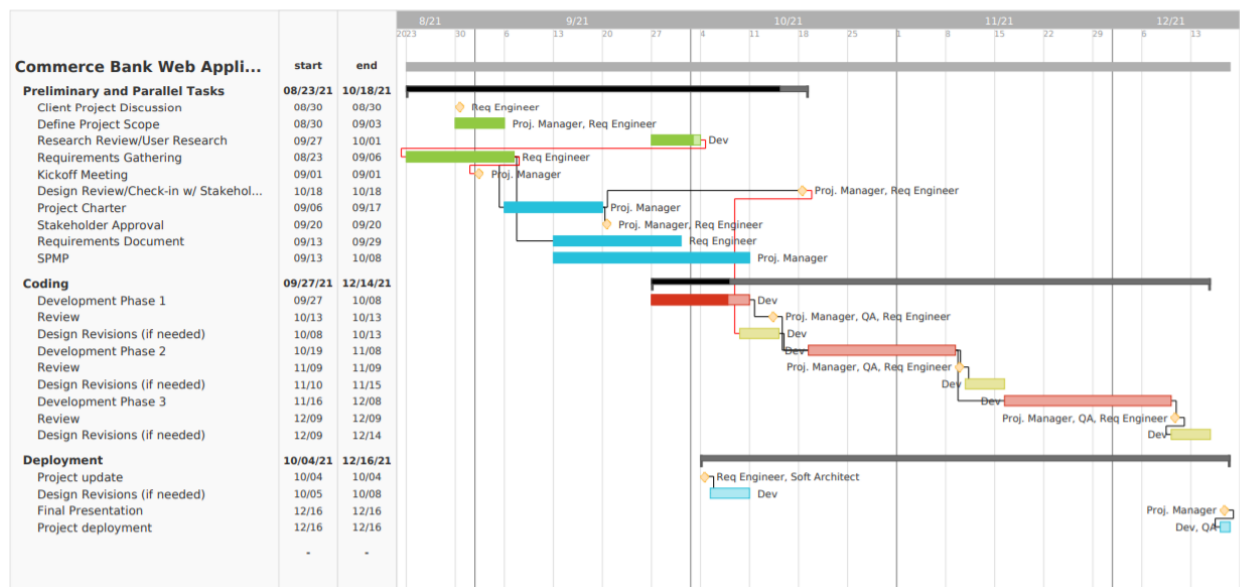 8/21 9/21 10/21 11/21 12/21
2023 30 6 13 20 27 4 11 18 25 1 8 15 22 29 6 13
Commerce Bank Web Appli... start end
Preliminary and Parallel Tasks 08/23/21 10/18/21
Client Project Discussion 08/30 08/30 Req Engineer
Define Project Scope 08/30 09/03 Proj. Manager, Req Engineer
Research Review/User Research 09/27 10/01 Dev
Requirements Gathering 08/23 09/06 Req Engineer
Kickoff Meeting 09/01 09/01 Proj. Manager
Design Review/Check-in w/ Stakehol... 10/18 10/18 Proj. Manager, Req Engineer
Project Charter 09/06 09/17 Proj. Manager
Stakeholder Approval 09/20 09/20 Proj. Manager, Req Engineer
Requirements Document 09/13 09/29 Req Engineer
SPMP 09/13 10/08 Proj. Manager
Coding 09/27/21 12/14/21
Development Phase 1 09/27 10/08 Dev
Review 10/13 10/13 Proj. Manager, QA, Req Engineer
Design Revisions (if needed) 10/08 10/13 Dev
Development Phase 2 10/19 11/08 Dev
Review 11/09 11/09 Proj. Manager, QA, Req Engineer
Design Revisions (if needed) 11/10 11/15 Dev
Development Phase 3 11/16 12/08 Dev
Review 12/09 12/09 Proj. Manager, QA, Req Engineer
Design Revisions (if needed) 12/09 12/14 Dev
Deployment 10/04/21 12/16/21
Project update 10/04 10/04 Req Engineer, Soft Architect
Design Revisions (if needed) 10/05 10/08 Dev
Final Presentation 12/16 12/16 Proj. Manager
Project deployment 12/16 12/16 Dev, QA
- -